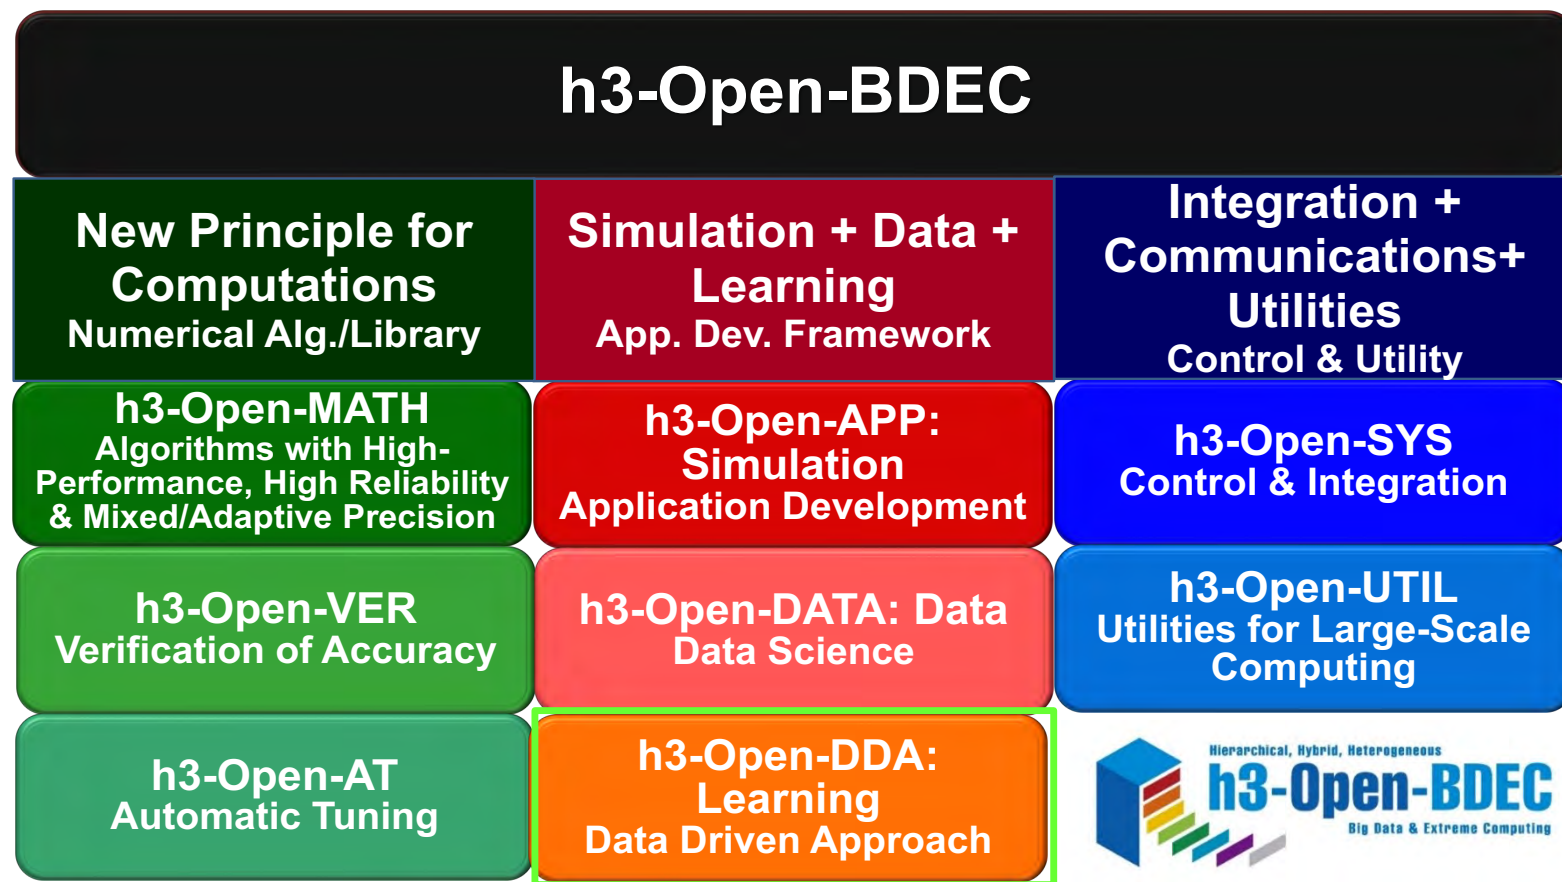 h3-Open-BDEC
New Principle for
Computations
Numerical Alg./Library
Simulation + Data +
Learning
App. Dev. Framework
Integration +
Communications+
Utilities
Control & Utility
h3-Open-MATH
Algorithms with High-
Performance, High Reliability
& Mixed/Adaptive Precision
h3-Open-APP:
Simulation
Application Development
h3-Open-SYS
Control & Integration
h3-Open-VER
Verification of Accuracy
h3-Open-DATA: Data
Data Science
h3-Open-UTIL
Utilities for Large-Scale
Computing
h3-Open-AT
Automatic Tuning
h3-Open-DDA:
Learning
Data Driven Approach
Hierarchical, Hybrid, Heterogeneous
h3-Open-BDEC
Big Data & Extreme Computing